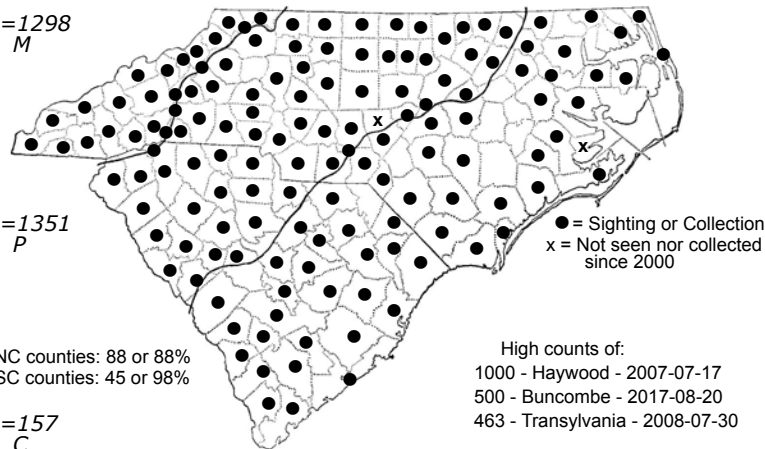 =1298
M
=1351
P
=157
C
NC counties: 88 or 88%
SC counties: 45 or 98%
x
x
● = Sighting or Collection
x = Not seen nor collected
since 2000
High counts of:
1000 - Haywood - 2007-07-17
500 - Buncombe - 2017-08-20
463 - Transylvania - 2008-07-30